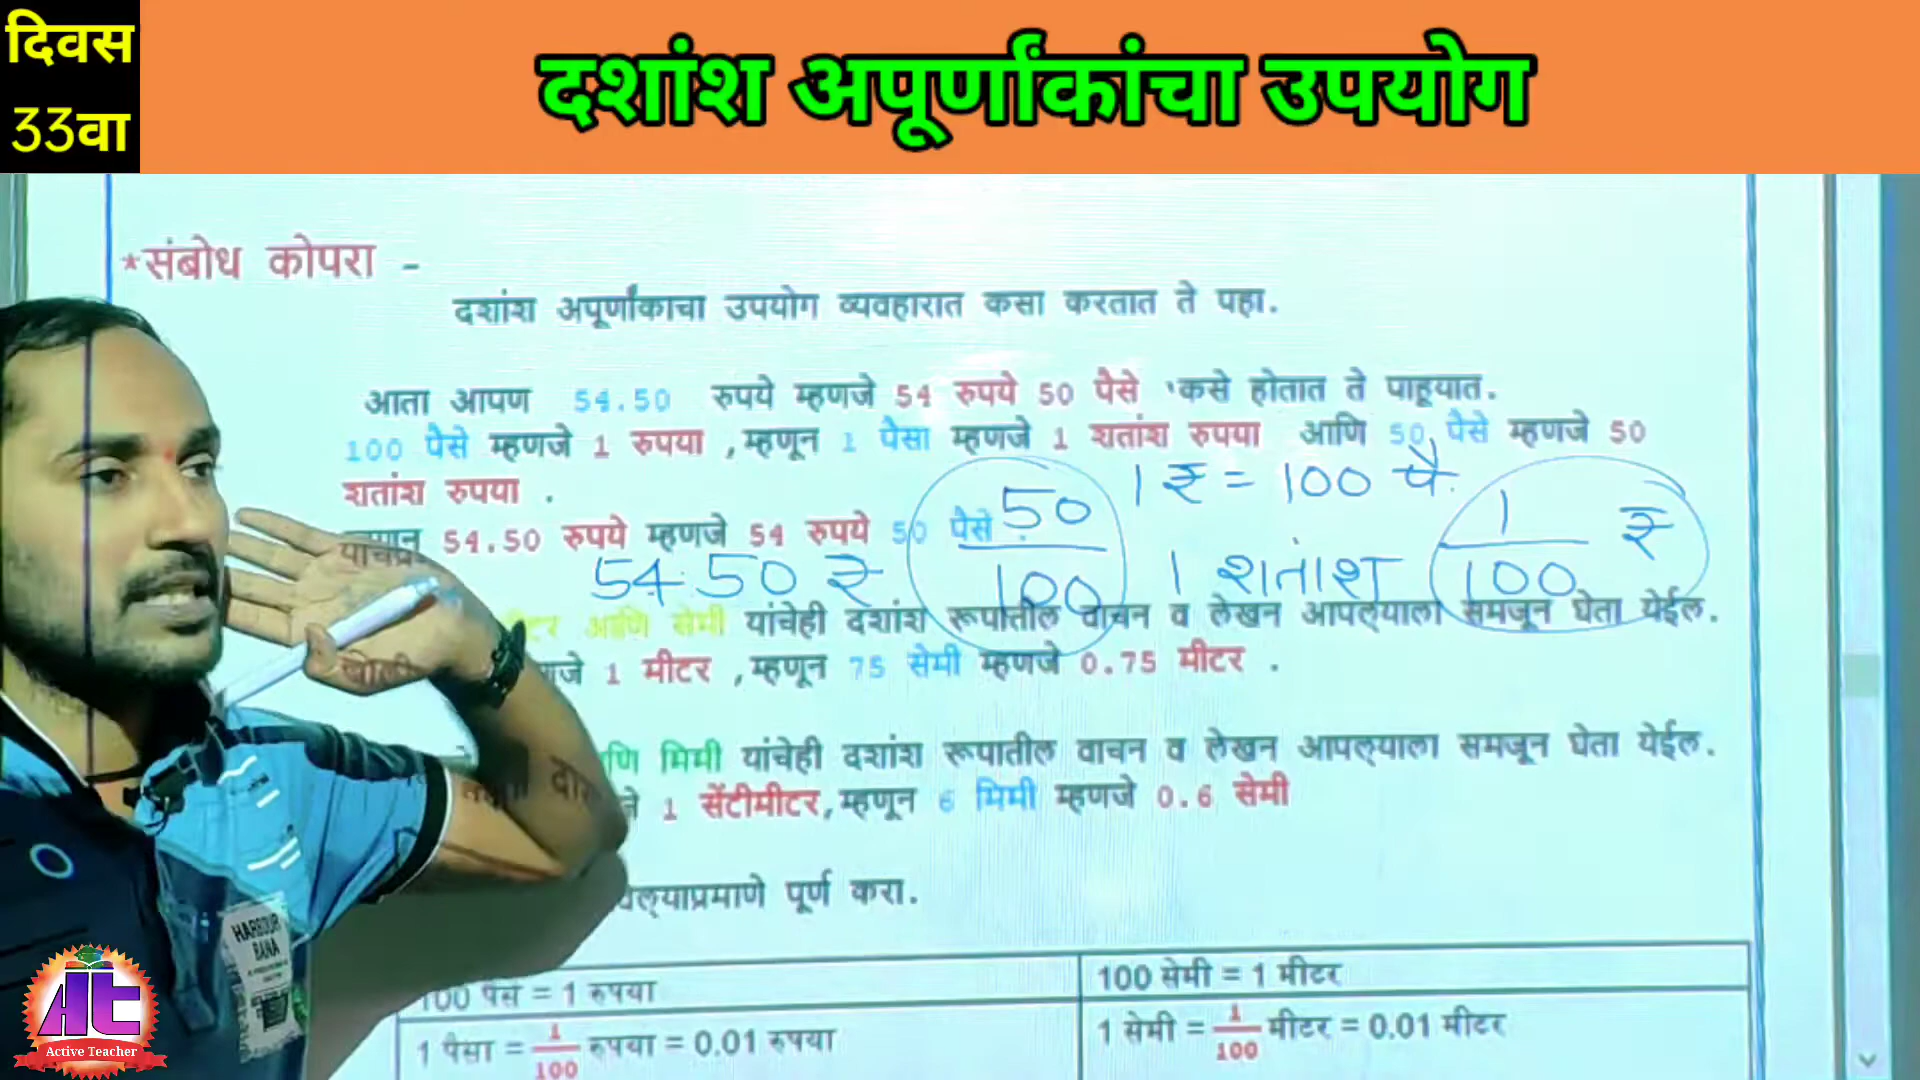 दिवस
33वा
दशांश अपूर्णांकांचा उपयोग
*संबोध कोपरा -
दशांश अपूर्णांकाचा उपयोग व्यवहारात कसा करतात ते पहा.
आता आपण 54.50 रुपये म्हणजे 54 रुपये 50 पैसे 'कसे होतात ते पाहूयात.
100 पैसे म्हणजे 1 रुपया ,म्हणून 1 पैसा म्हणजे 1 शतांश रुपया आणि 50 पैसे म्हणजे 50
शतांश रुपया .
54.50 रुपये म्हणजे 54 रुपये 50 पैसे
50/100
1 ₹ = 100 पै.
54.50 ₹
1 शतांश
1/100 ₹
आणि सेमी यांचेही दशांश रूपातील वाचन व लेखन आपल्याला समजून घेता येईल.
1 मीटर ,म्हणून 75 सेमी म्हणजे 0.75 मीटर .
मिमी यांचेही दशांश रूपातील वाचन व लेखन आपल्याला समजून घेता येईल.
1 सेंटीमीटर,म्हणून 6 मिमी म्हणजे 0.6 सेमी
पूर्ण करा.
100 पैसे = 1 रुपया
100 सेमी = 1 मीटर
1 पैसा = 1/100 रुपया = 0.01 रुपया
1 सेमी = 1/100 मीटर = 0.01 मीटर
HARBOUR
BANA
AT
Active Teacher